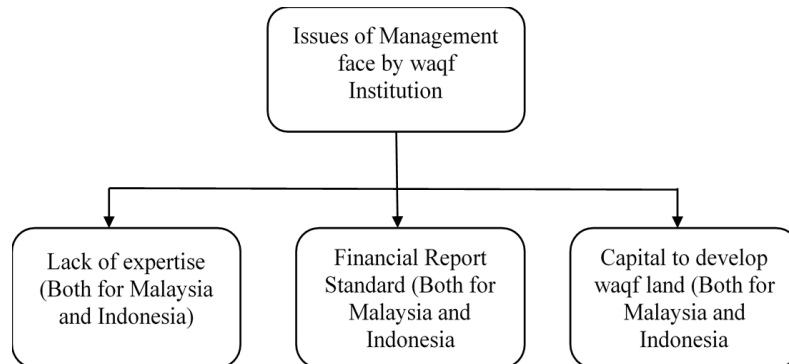 Issues of Management
face by waqf
Institution
Lack of expertise
(Both for Malaysia
and Indonesia)
Financial Report
Standard (Both for
Malaysia and
Indonesia
Capital to develop
waqf land (Both for
Malaysia and
Indonesia